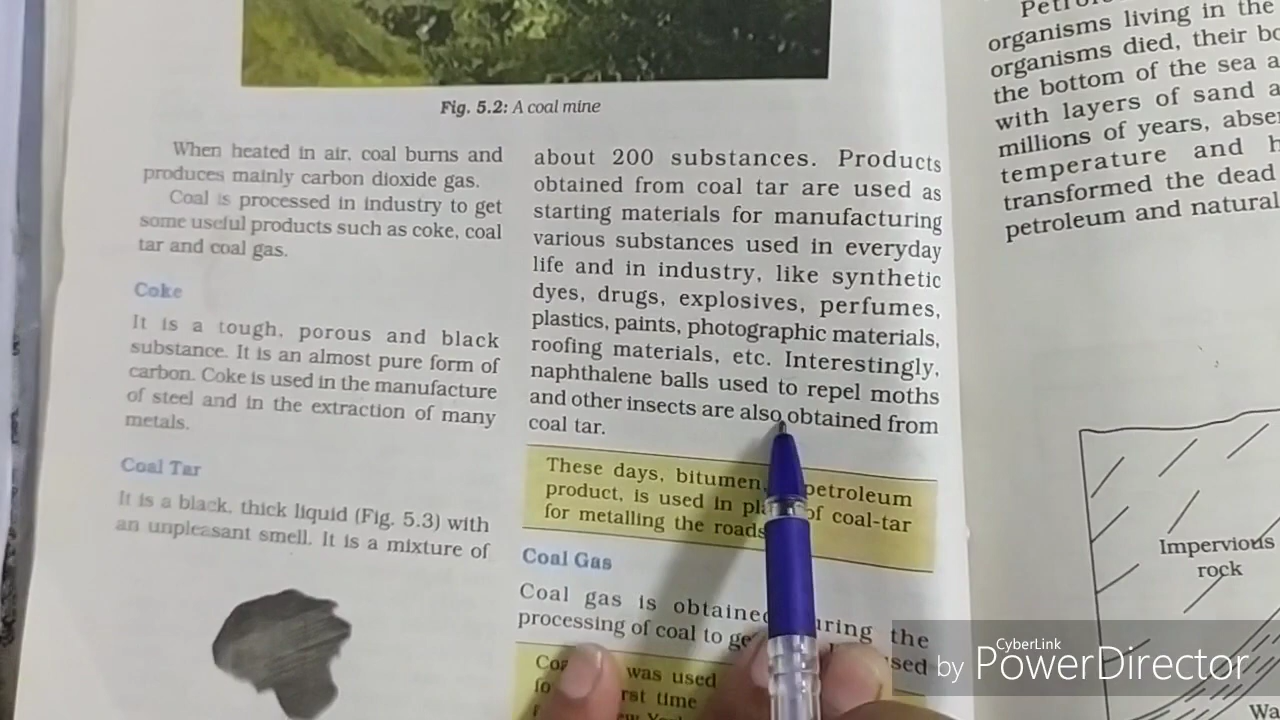 Fig. 5.2: A coal mine
When heated in air, coal burns and
produces mainly carbon dioxide gas.
Coal is processed in industry to get
some useful products such as coke, coal
tar and coal gas.
Coke
It is a tough, porous and black
substance. It is an almost pure form of
carbon. Coke is used in the manufacture
of steel and in the extraction of many
metals.
Coal Tar
It is a black, thick liquid (Fig. 5.3) with
an unpleasant smell. It is a mixture of
about 200 substances. Products
obtained from coal tar are used as
starting materials for manufacturing
various substances used in everyday
life and in industry, like synthetic
dyes, drugs, explosives, perfumes,
plastics, paints, photographic materials,
roofing materials, etc. Interestingly,
naphthalene balls used to repel moths
and other insects are also obtained from
coal tar.
These days, bitumen, petroleum
product, is used in of coal-tar
for metalling the roads
Coal Gas
Coal gas is obtained the
processing of coal to used
was used
time
organisms living in the
organisms died, their
the bottom of the sea
with layers of sand
millions of years,
temperature and
transformed the dead
petroleum and natural
Impervious
rock
CyberLink
by PowerDirector